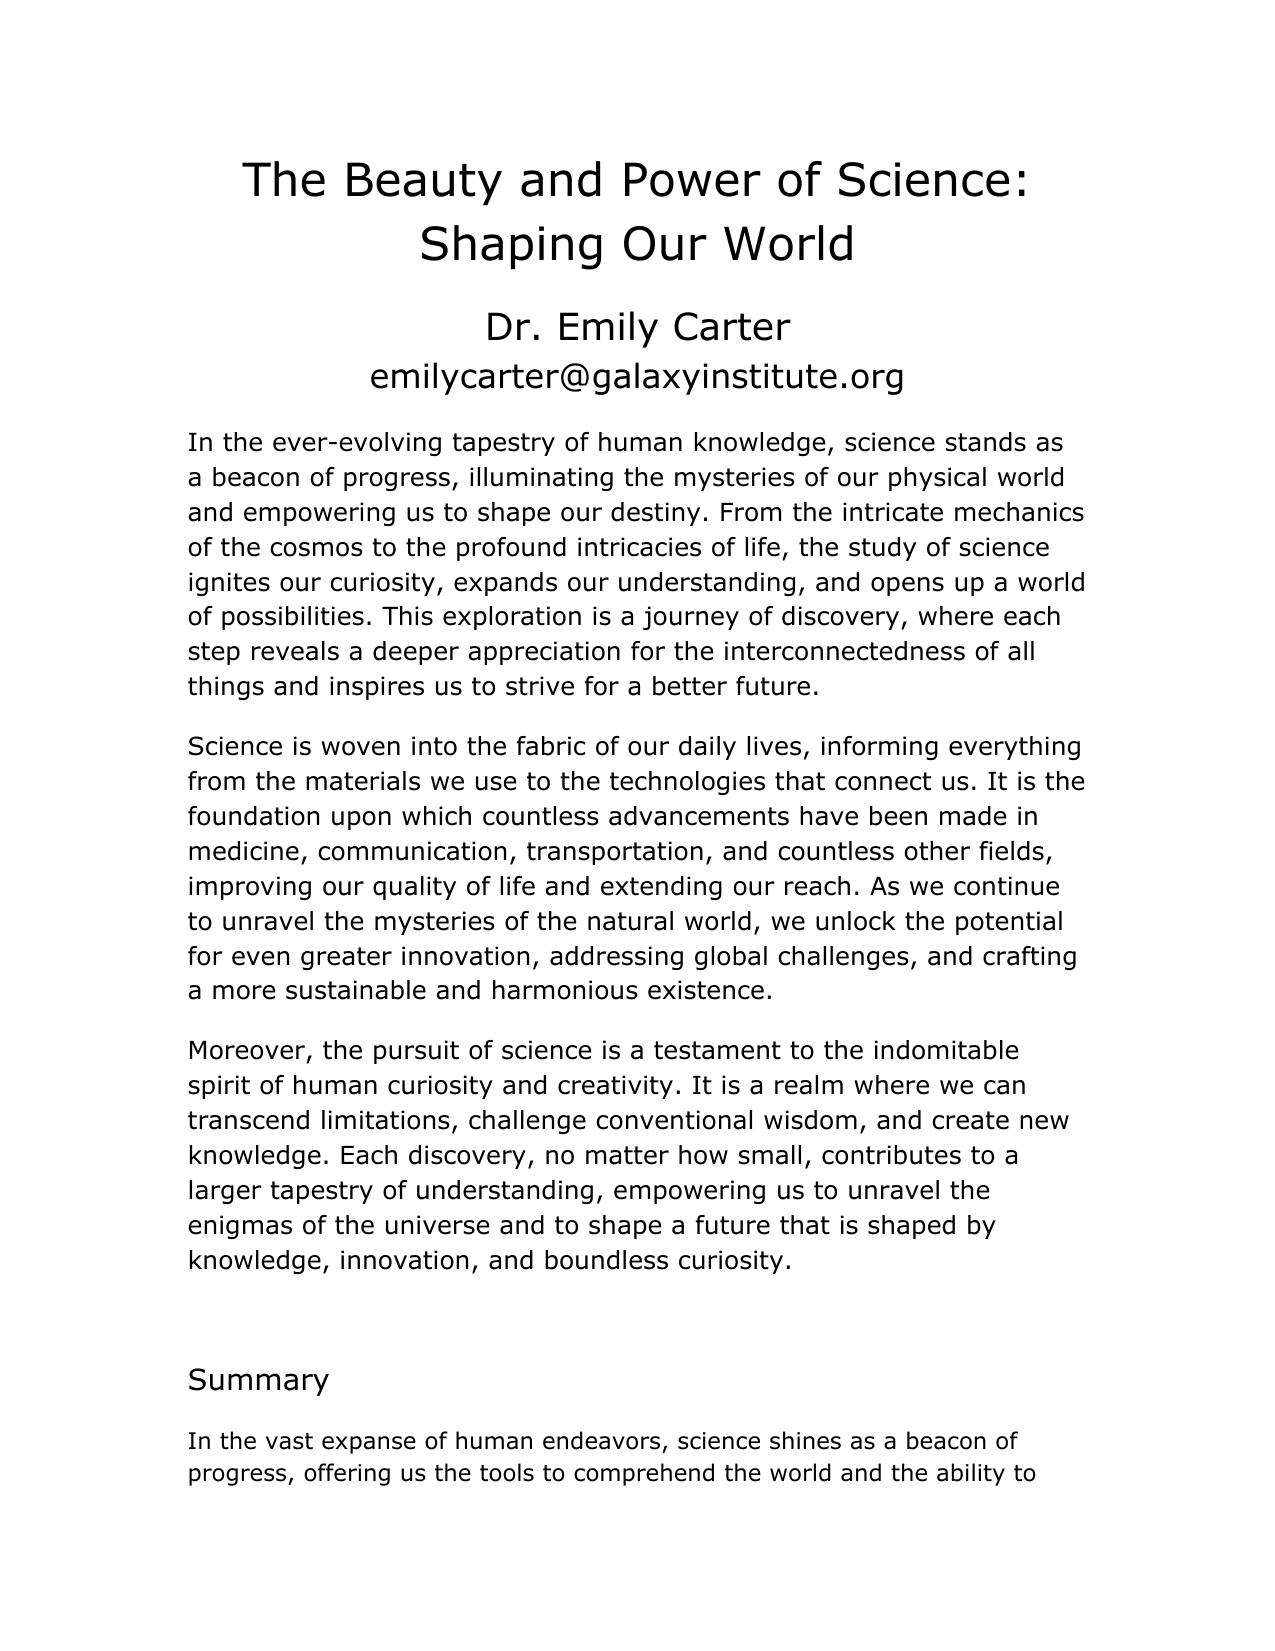 The Beauty and Power of Science:
Shaping Our World
Dr. Emily Carter
emilycarter@galaxyinstitute.org
In the ever-evolving tapestry of human knowledge, science stands as
a beacon of progress, illuminating the mysteries of our physical world
and empowering us to shape our destiny. From the intricate mechanics
of the cosmos to the profound intricacies of life, the study of science
ignites our curiosity, expands our understanding, and opens up a world
of possibilities. This exploration is a journey of discovery, where each
step reveals a deeper appreciation for the interconnectedness of all
things and inspires us to strive for a better future.
Science is woven into the fabric of our daily lives, informing everything
from the materials we use to the technologies that connect us. It is the
foundation upon which countless advancements have been made in
medicine, communication, transportation, and countless other fields,
improving our quality of life and extending our reach. As we continue
to unravel the mysteries of the natural world, we unlock the potential
for even greater innovation, addressing global challenges, and crafting
a more sustainable and harmonious existence.
Moreover, the pursuit of science is a testament to the indomitable
spirit of human curiosity and creativity. It is a realm where we can
transcend limitations, challenge conventional wisdom, and create new
knowledge. Each discovery, no matter how small, contributes to a
larger tapestry of understanding, empowering us to unravel the
enigmas of the universe and to shape a future that is shaped by
knowledge, innovation, and boundless curiosity.
Summary
In the vast expanse of human endeavors, science shines as a beacon of
progress, offering us the tools to comprehend the world and the ability to